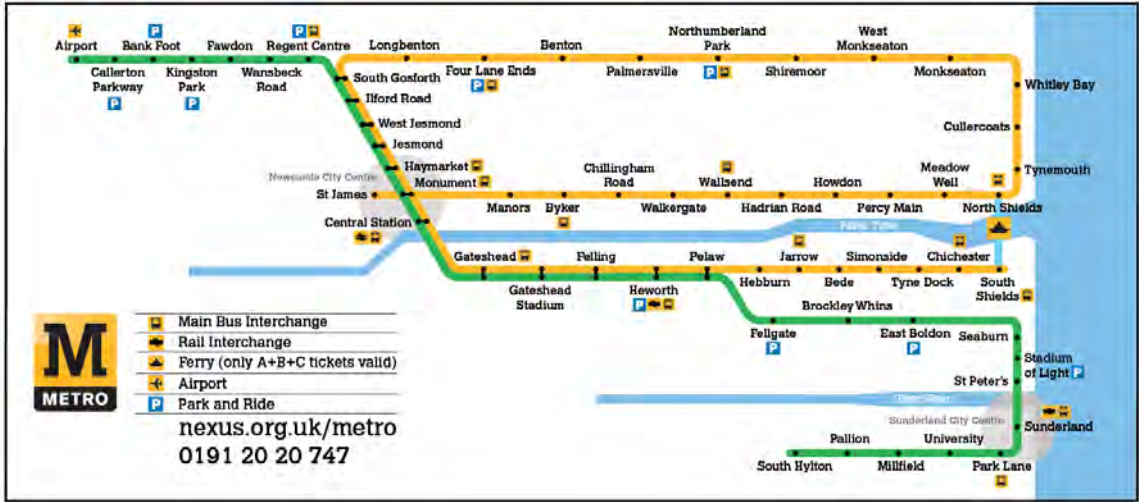 Airport
Bank Foot
Fawdon
Regent Centre
Callerton
Parkway
Kingston
Park
Wansbeck
Road
Longbenton
Four Lane Ends
Benton
Palmersville
Northumberland
Park
Shiremoor
West
Monkseaton
Monkseaton
Whitley Bay
Cullercoats
Tynemouth
South Gosforth
Ilford Road
West Jesmond
Jesmond
Haymarket
Newcastle City Centre
Monument
St James
Central Station
Manors
Byker
Chillingham
Road
Walkergate
Wallsend
Hadrian Road
Howdon
Percy Main
Meadow
Well
North Shields
River Tyne
Gateshead
Gateshead
Stadium
Felling
Heworth
Pelaw
Hebburn
Jarrow
Bede
Simonside
Tyne Dock
Chichester
South
Shields
Fellgate
Brockley Whins
East Boldon
Seaburn
Stadium
of Light
St Peter's
Sunderland City Centre
Sunderland
Park Lane
University
Millfield
Pallion
South Hylton
M
METRO
Main Bus Interchange
Rail Interchange
Ferry (only A+B+C tickets valid)
Airport
P Park and Ride
nexus.org.uk/metro
0191 20 20 747